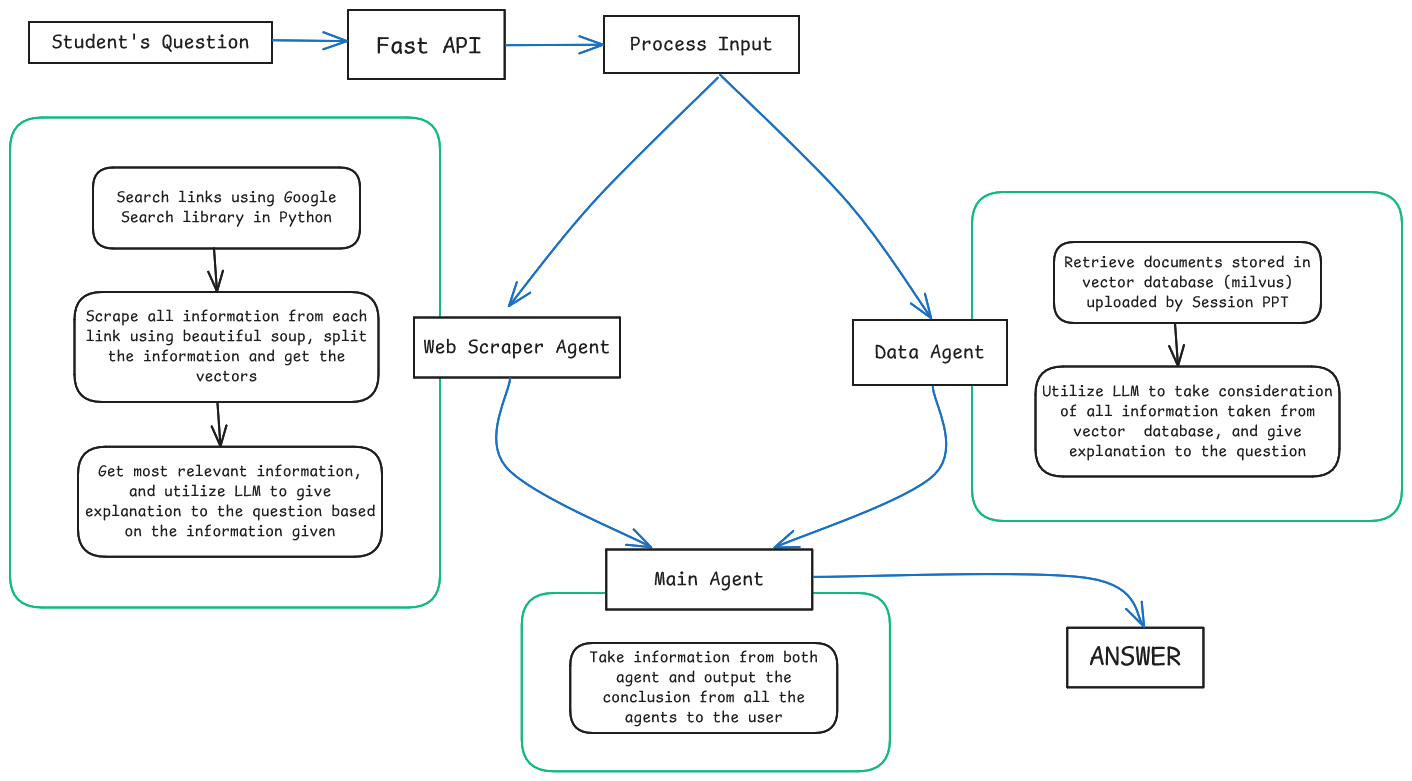 Student's Question
Fast API
Process Input
Search links using Google
Search library in Python
Scrape all information from each
link using beautiful soup, split
the information and get the
vectors
Get most relevant information,
and utilize LLM to give
explanation to the question based
on the information given
Web Scraper Agent
Data Agent
Retrieve documents stored in
vector database (milvus)
uploaded by Session PPT
Utilize LLM to take consideration
of all information taken from
vector database, and give
explanation to the question
Main Agent
Take information from both
agent and output the
conclusion from all the
agents to the user
ANSWER